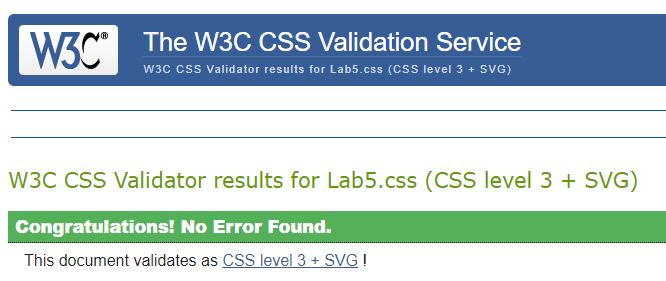 W3C®
The W3C CSS Validation Service
W3C CSS Validator results for Lab5.css (CSS level 3 + SVG)
W3C CSS Validator results for Lab5.css (CSS level 3 + SVG)
Congratulations! No Error Found.
This document validates as CSS level 3 + SVG !